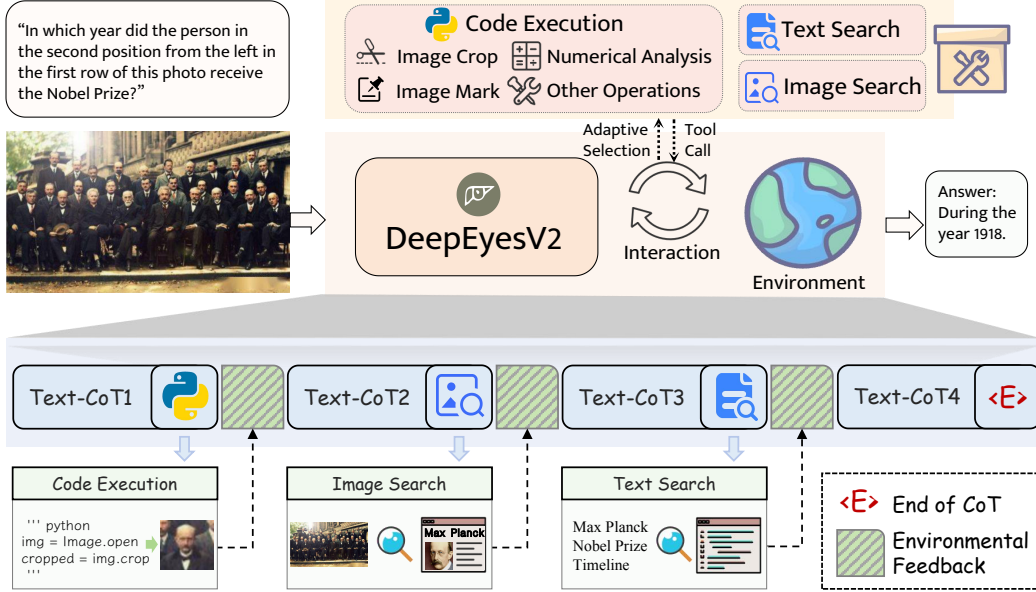 “In which year did the person in
the second position from the left in
the first row of this photo receive
the Nobel Prize?”
Code Execution
Image Crop
Numerical Analysis
Image Mark
Other Operations
Text Search
Image Search
Adaptive
Selection
Tool
Call
DeepEyesV2
Interaction
Environment
Answer:
During the
year 1918.
Text-CoT1
Text-CoT2
Text-CoT3
Text-CoT4
<E>
Code Execution
''' python
img = Image.open
cropped = img.crop
'''
Image Search
Max Planck
Text Search
Max Planck
Nobel Prize
Timeline
<E> End of CoT
Environmental
Feedback